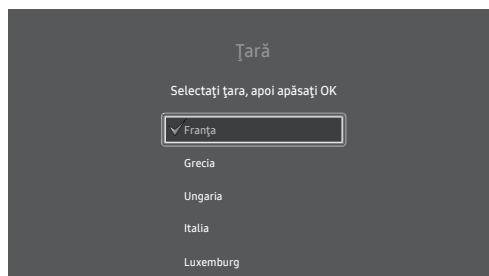 Ţară
Selectaţi ţara, apoi apăsaţi OK
Franţa
Grecia
Ungaria
Italia
Luxemburg